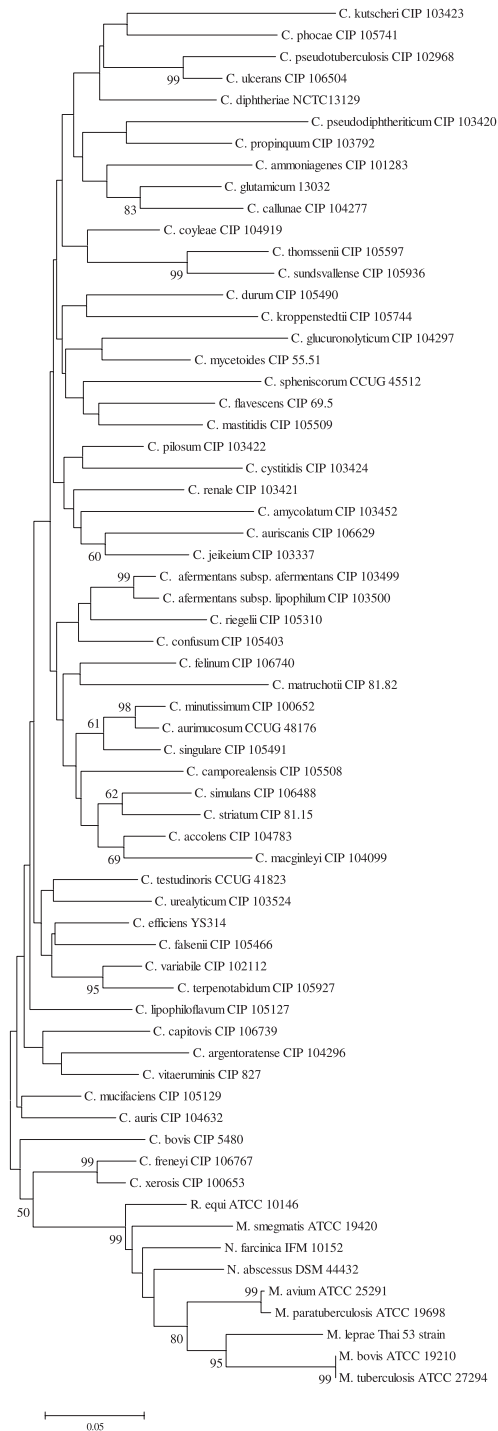 C. kutscheri CIP 103423
C. phocae CIP 105741
C. pseudotuberculosis CIP 102968
99
C. ulcerans CIP 106504
C. diphtheriae NCTC13129
C. pseudodiphtheriticum CIP 103420
C. propinquum CIP 103792
C. ammoniagenes CIP 101283
C. glutamicum 13032
83
C. callunae CIP 104277
C. coyleae CIP 104919
C. thomssenii CIP 105597
99
C. sundsvallense CIP 105936
C. durum CIP 105490
C. kroppenstedtii CIP 105744
C. glucuronolyticum CIP 104297
C. mycetoides CIP 55.51
C. spheniscorum CCUG 45512
C. flavescens CIP 69.5
C. mastitidis CIP 105509
C. pilosum CIP 103422
C. cystitidis CIP 103424
C. renale CIP 103421
C. amycolatum CIP 103452
C. auriscanis CIP 106629
60
C. jeikeium CIP 103337
99
C. afermentans subsp. afermentans CIP 103499
C. afermentans subsp. lipophilum CIP 103500
C. riegelii CIP 105310
C. confusum CIP 105403
C. felinum CIP 106740
C. matruchotii CIP 81.82
98
C. minutissimum CIP 100652
61
C. aurimucosum CCUG 48176
C. singulare CIP 105491
C. camporealensis CIP 105508
62
C. simulans CIP 106488
C. striatum CIP 81.15
C. accolens CIP 104783
69
C. macginleyi CIP 104099
C. testudinoris CCUG 41823
C. urealyticum CIP 103524
C. efficiens YS314
C. falsenii CIP 105466
C. variabile CIP 102112
95
C. terpenotabidum CIP 105927
C. lipophiloflavum CIP 105127
C. capitovis CIP 106739
C. argentoratense CIP 104296
C. vitaeruminis CIP 827
C. mucifaciens CIP 105129
C. auris CIP 104632
C. bovis CIP 5480
99
C. freneyi CIP 106767
C. xerosis CIP 100653
50
R. equi ATCC 10146
M. smegmatis ATCC 19420
99
N. farcinica IFM 10152
N. abscessus DSM 44432
99
M. avium ATCC 25291
M. paratuberculosis ATCC 19698
80
M. leprae Thai 53 strain
95
M. bovis ATCC 19210
99
M. tuberculosis ATCC 27294
0.05